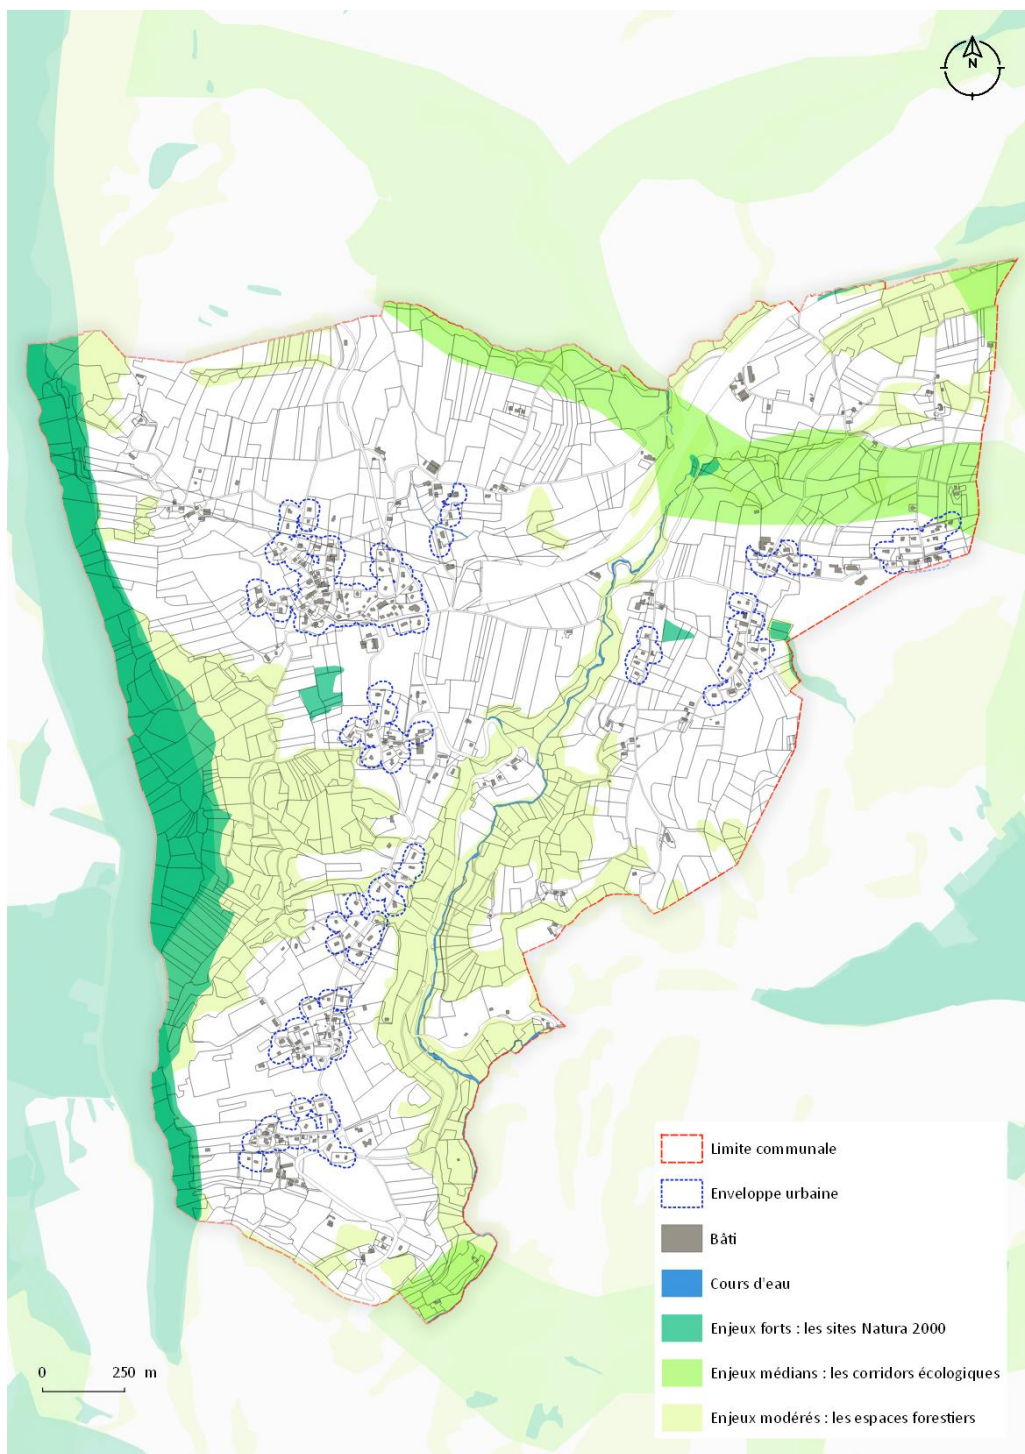 N
Limite communale
Enveloppe urbaine
Bâti
Cours d'eau
Enjeux forts : les sites Natura 2000
Enjeux médians : les corridors écologiques
Enjeux modérés : les espaces forestiers
0 250 m